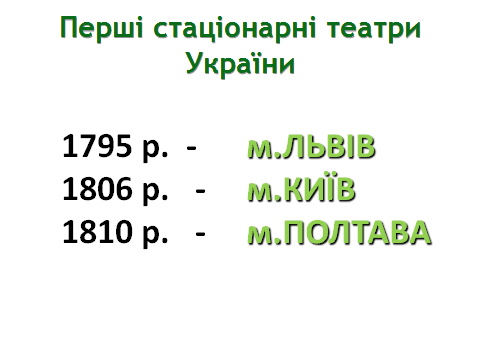 Перші стаціонарні театри
України
1795 р. - м.ЛЬВІВ
1806 р. - м.КИЇВ
1810 р. - м.ПОЛТАВА